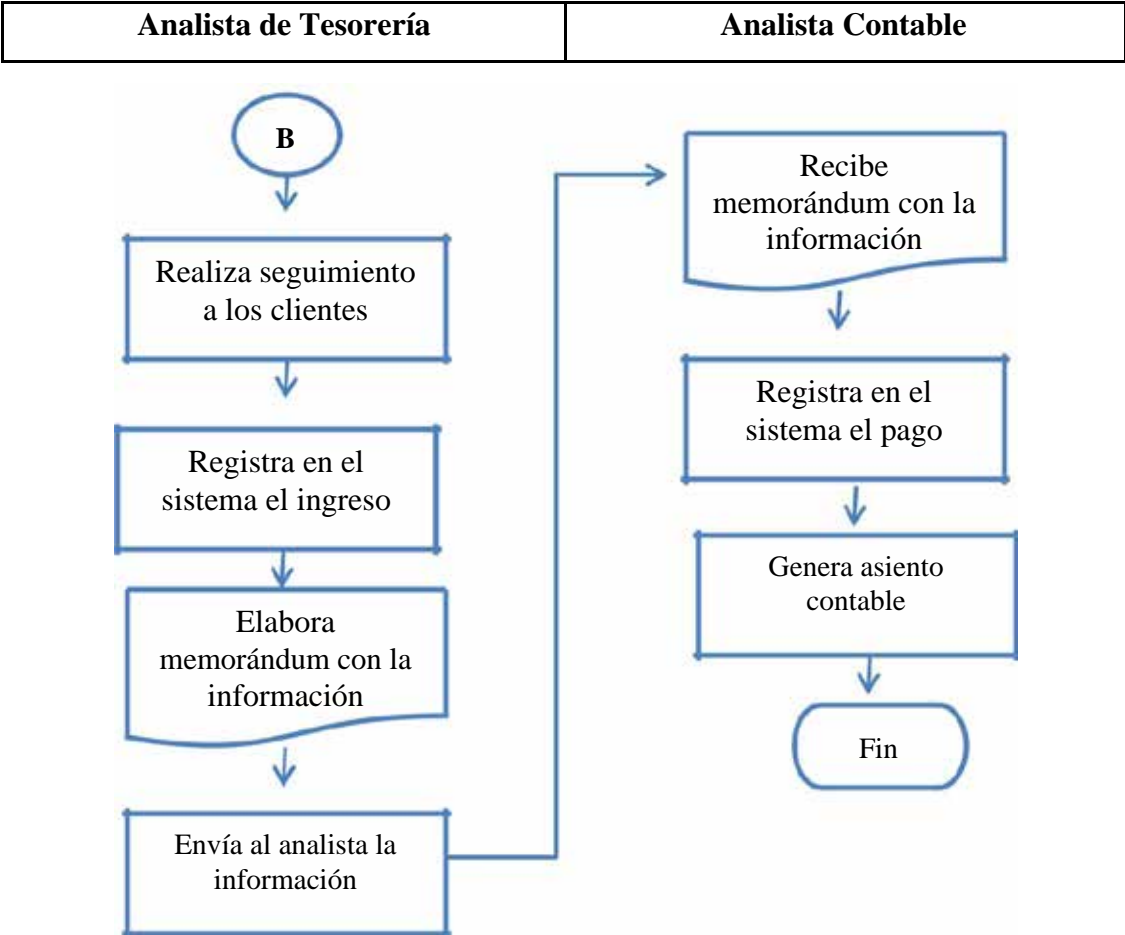 Analista de Tesorería
Analista Contable
B
Realiza seguimiento
a los clientes
Registra en el
sistema el ingreso
Elabora
memorándum con la
información
Envía al analista la
información
Recibe
memorándum con la
información
Registra en el
sistema el pago
Genera asiento
contable
Fin